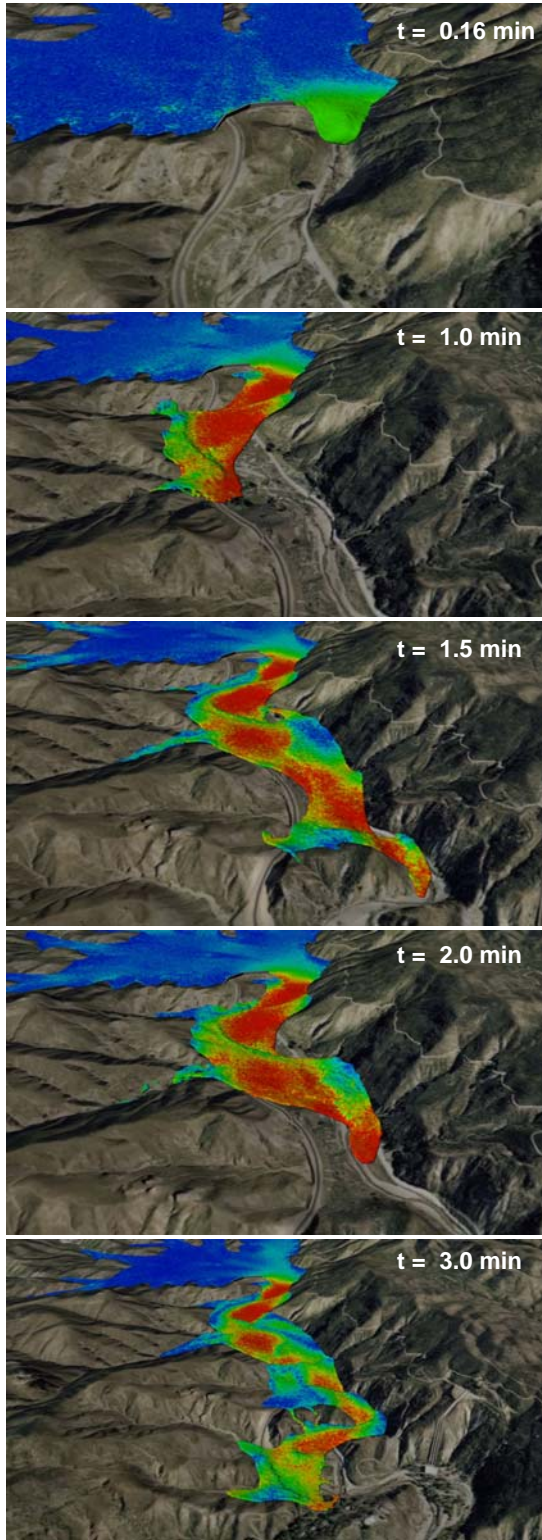 t = 0.16 min
t = 1.0 min
t = 1.5 min
t = 2.0 min
t = 3.0 min